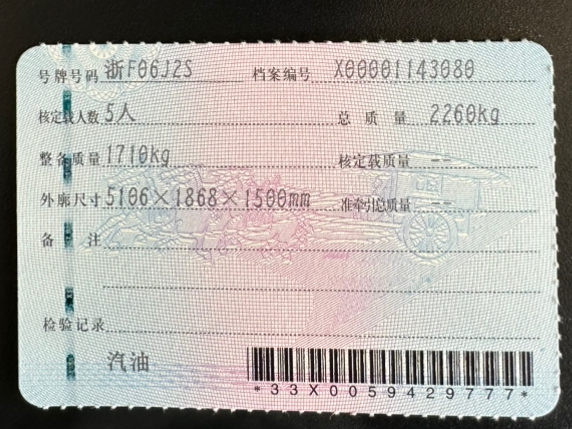 号牌号码 浙F06J2S 档案编号 X00001143080
核定载人数 5人 总质量 2260kg
整备质量 1710kg 核定载质量 --
外廓尺寸 5106×1868×1500mm 准牵引总质量 --
备注
检验记录
汽油
*33X0059429777*